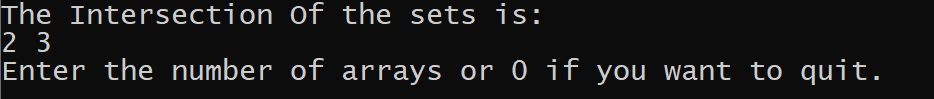 The Intersection Of the sets is:
2 3
Enter the number of arrays or 0 if you want to quit.